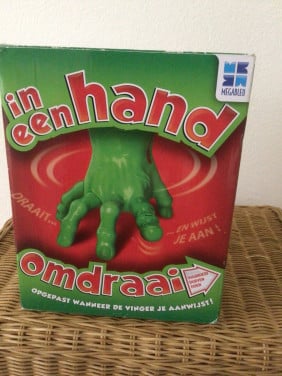 in
een hand
MEGABLEU
DRAAIT...
...EN WIJST
JE AAN!
omdraai
OPGEPAST WANNEER DE VINGER JE AANWIJST!